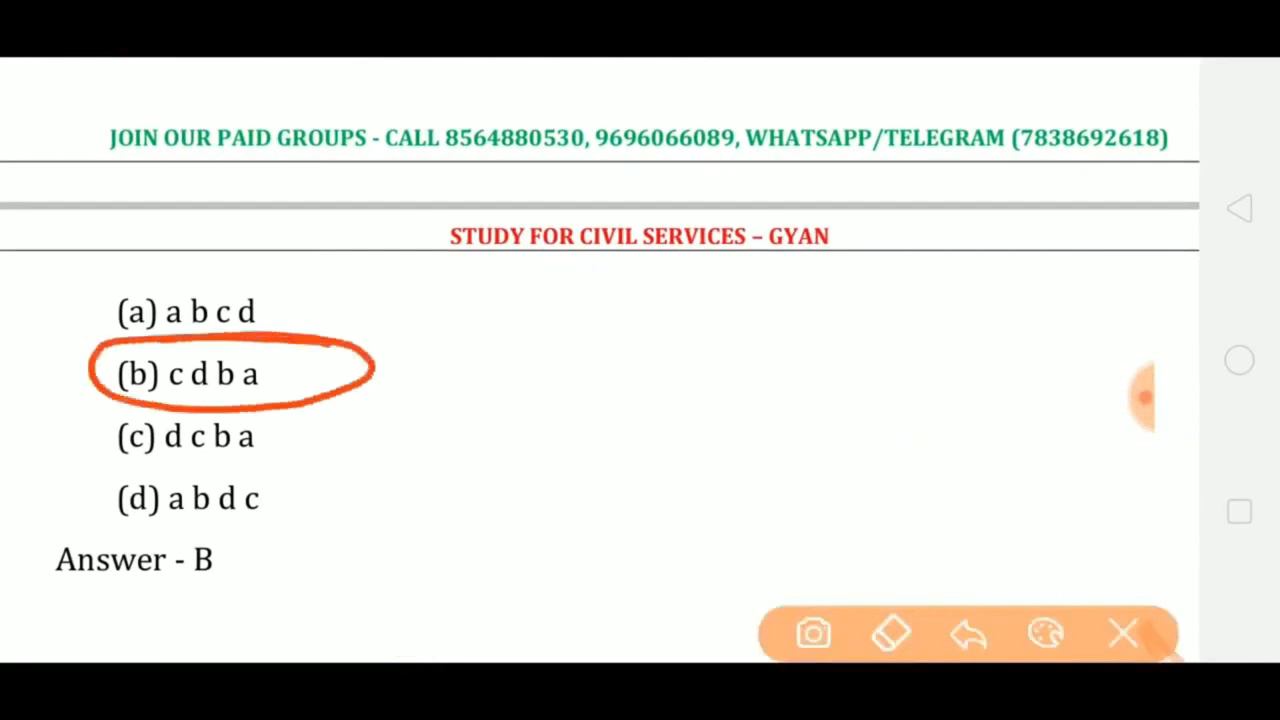 JOIN OUR PAID GROUPS - CALL 8564880530, 9696066089, WHATSAPP/TELEGRAM (7838692618)
STUDY FOR CIVIL SERVICES – GYAN
(a) a b c d
(b) c d b a
(c) d c b a
(d) a b d c
Answer - B